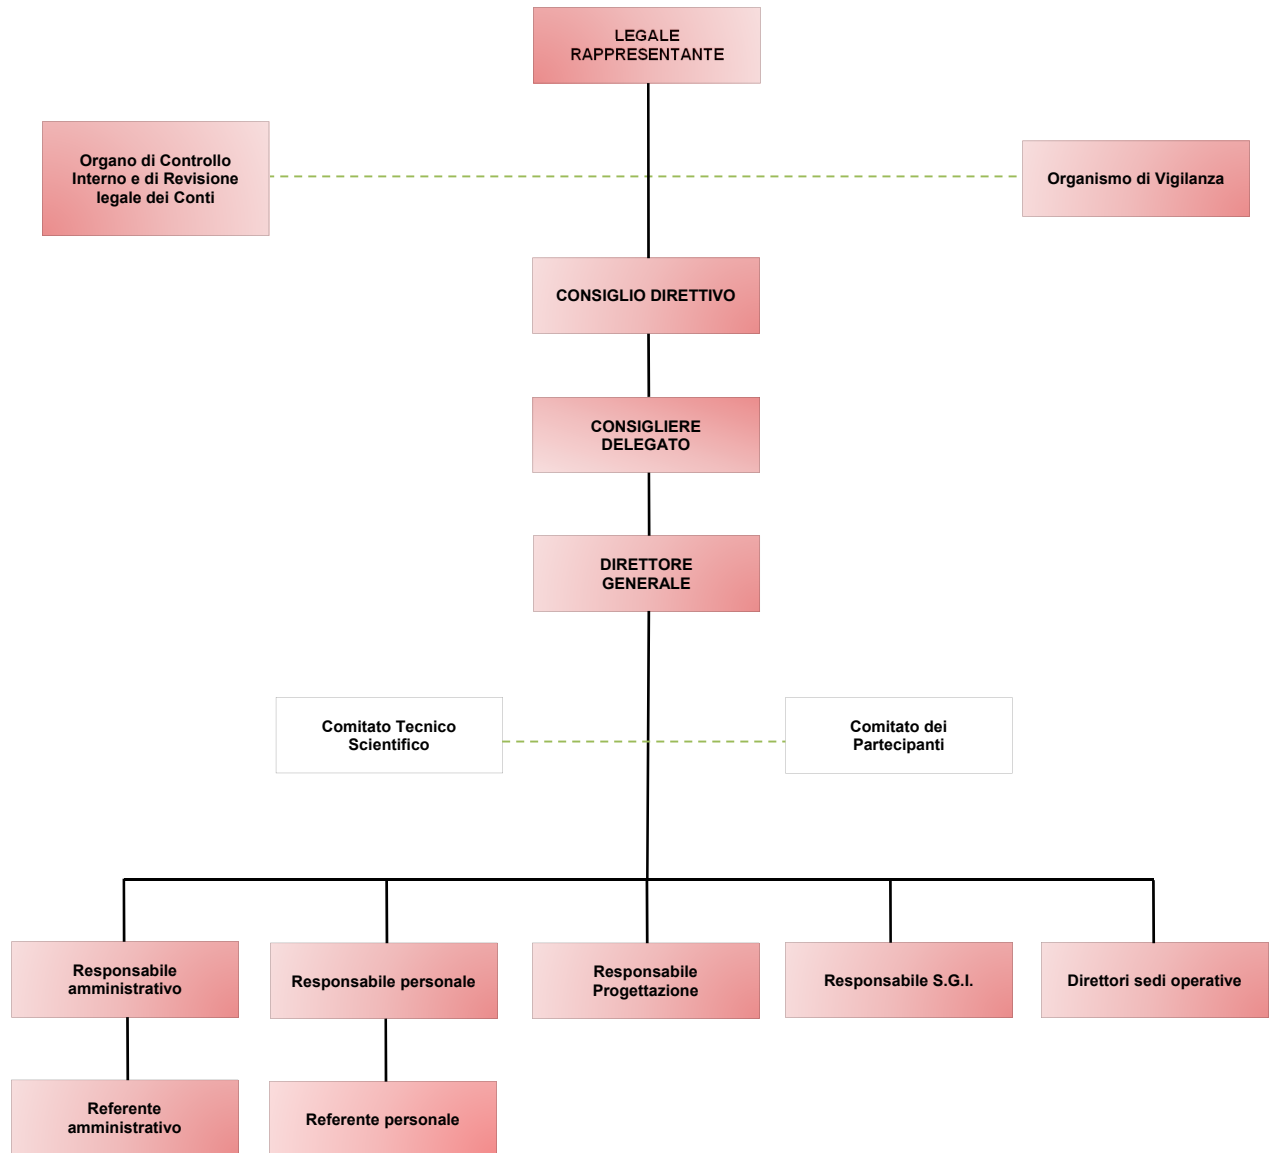 LEGALE
RAPPRESENTANTE
Organo di Controllo
Interno e di Revisione
legale dei Conti
Organismo di Vigilanza
CONSIGLIO DIRETTIVO
CONSIGLIERE
DELEGATO
DIRETTORE
GENERALE
Comitato Tecnico
Scientifico
Comitato dei
Partecipanti
Responsabile
amministrativo
Responsabile personale
Responsabile
Progettazione
Responsabile S.G.I.
Direttori sedi operative
Referente
amministrativo
Referente personale